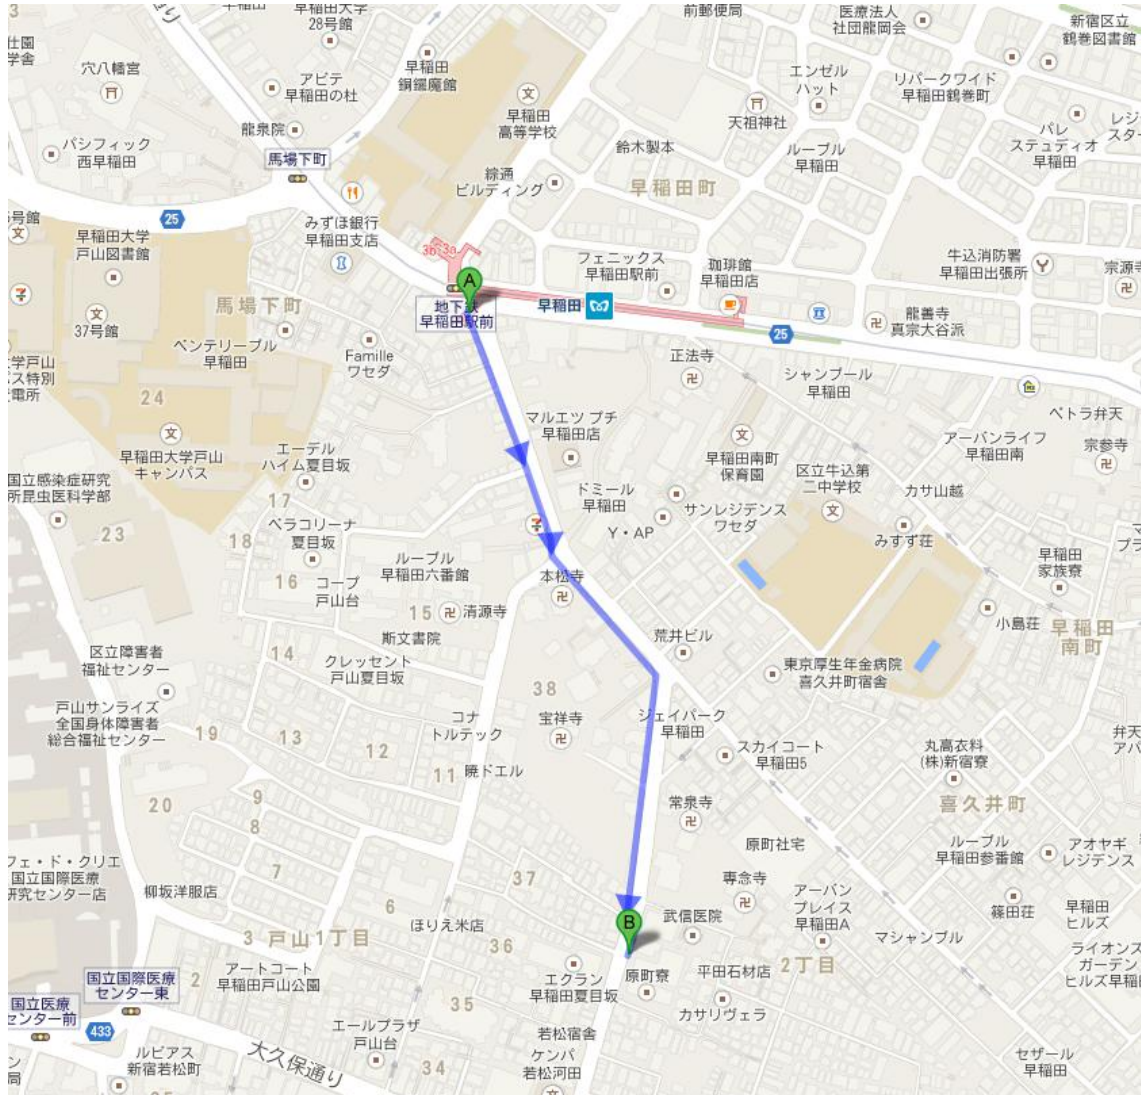 早稲田大学
28号館
穴八幡宮
アビテ
早稲田の杜
早稲田
銅鑼魔館
早稲田
高等学校
前郵便局
医療法人
社団龍岡会
新宿区立
鶴巻図書館
エンゼル
ハット
リバークワイド
早稲田鶴巻町
天祖神社
ルーブル
早稲田
パレ
ステュディオ
早稲田
パシフィック
西早稲田
龍泉院
馬場下町
鈴木製本
綜通
ビルディング
早稲田町
25
みずほ銀行
早稲田支店
早稲田大学
戸山図書館
37号館
馬場下町
ベンテリーブル
早稲田
3b
3a
A
地下鉄
早稲田駅前
フェニックス
早稲田駅前
早稲田
珈琲館
早稲田店
牛込消防署
早稲田出張所
宗源寺
龍善寺
真宗大谷派
25
Famille
ワセダ
正法寺
シャンブール
早稲田
ベトラ弁天
24
早稲田大学戸山
キャンパス
エーデル
ハイム夏目坂
マルエツ プチ
早稲田店
早稲田南町
保育園
区立牛込第
二中学校
アーバンライフ
早稲田南
宗参寺
カサ山越
国立感染症研究
所昆虫医科学部
23
17
18
ベラコリーナ
夏目坂
16
コープ
戸山台
ドミール
早稲田
Y・AP
サンレジデンス
ワセダ
みすず荘
早稲田
家族寮
小島荘
早稲田
南町
ルーブル
早稲田六番館
15
清源寺
本松寺
斯文書院
荒井ビル
東京厚生年金病院
喜久井町宿舎
区立障害者
福祉センター
14
クレッセント
戸山夏目坂
戸山サンライズ
全国身体障害者
総合福祉センター
19
13
12
11
コナ
トルテック
暁ドエル
38
宝祥寺
ジェイパーク
早稲田
スカイコート
早稲田5
丸高衣料
(株)新宿寮
喜久井町
20
9
8
7
6
常泉寺
原町社宅
ルーブル
早稲田参番館
アオヤギ
レジデンス
フェ・ド・クリエ
国立国際医療
研究センター店
柳坂洋服店
37
専念寺
アーバン
プレイス
早稲田A
篠田荘
早稲田
ヒルズ
B
武信医院
3
戸山1丁目
ほりえ米店
36
マシャンブル
2丁目
2
アートコート
早稲田戸山公園
35
エクラン
早稲田夏目坂
原町寮
平田石材店
カサリヴェラ
国立国際医療
センター東
国立医療
センター前
433
ルビアス
新宿若松町
大久保通り
エールプラザ
戸山台
34
若松宿舎
ケンパ
若松河田
セザール
早稲田